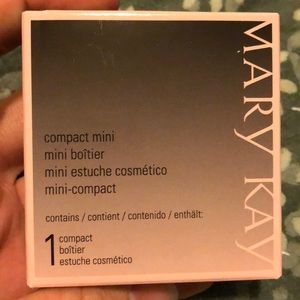 MARY KAY
compact mini
mini boîtier
mini estuche cosmético
mini-compact
contains / contient / contenido / enthält:
1 compact
boîtier
estuche cosmético